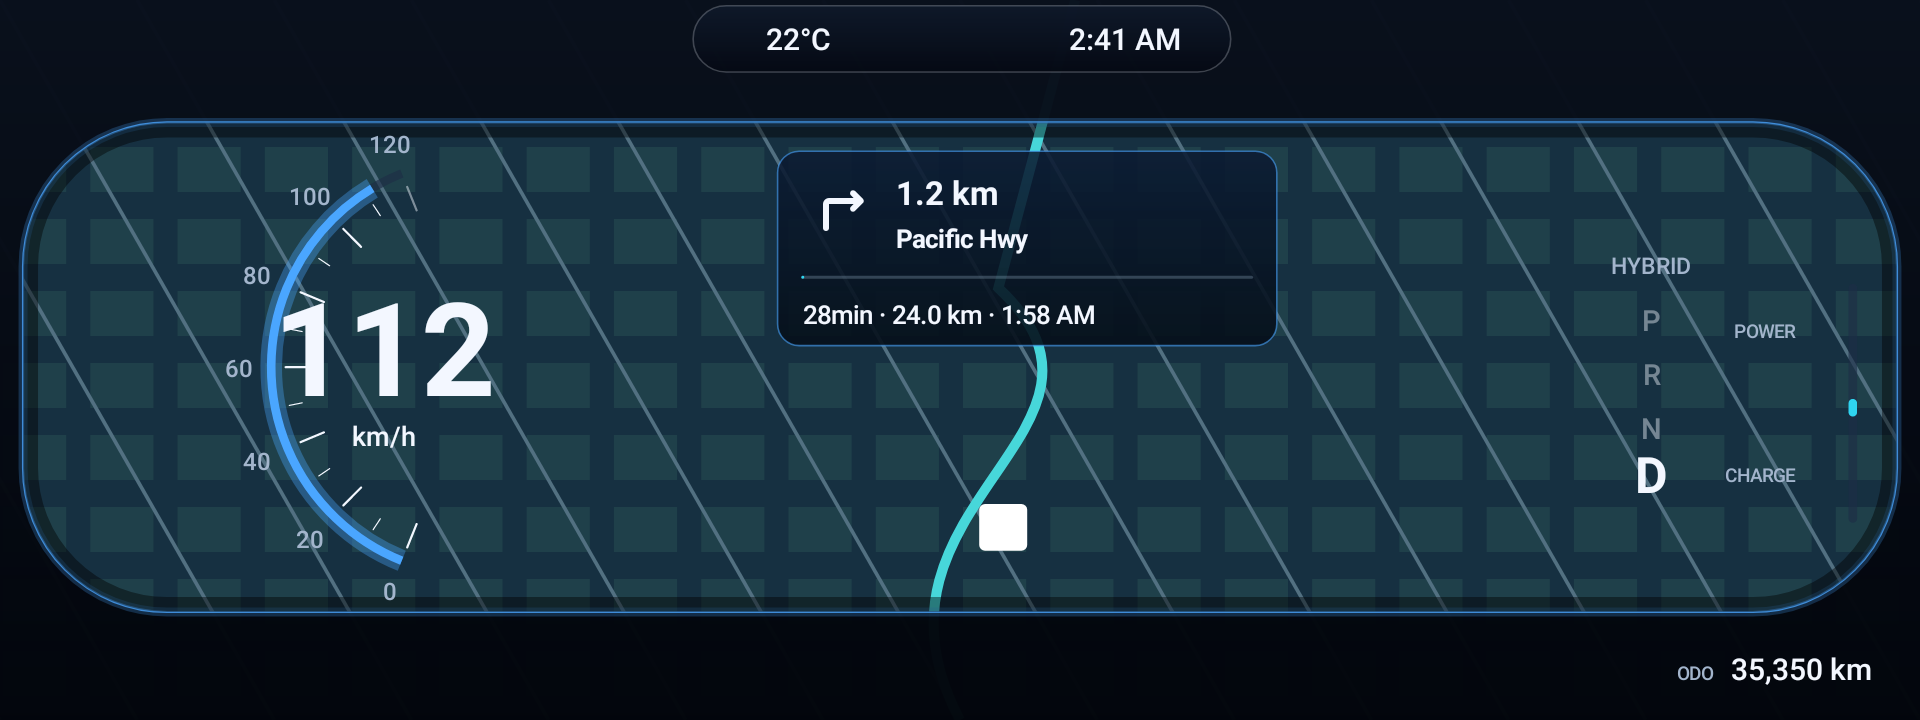 22°C 2:41 AM
120
100
80
60
40
20
0
112
km/h
1.2 km
Pacific Hwy
28min · 24.0 km · 1:58 AM
HYBRID
P
R
N
D
POWER
CHARGE
ODO 35,350 km